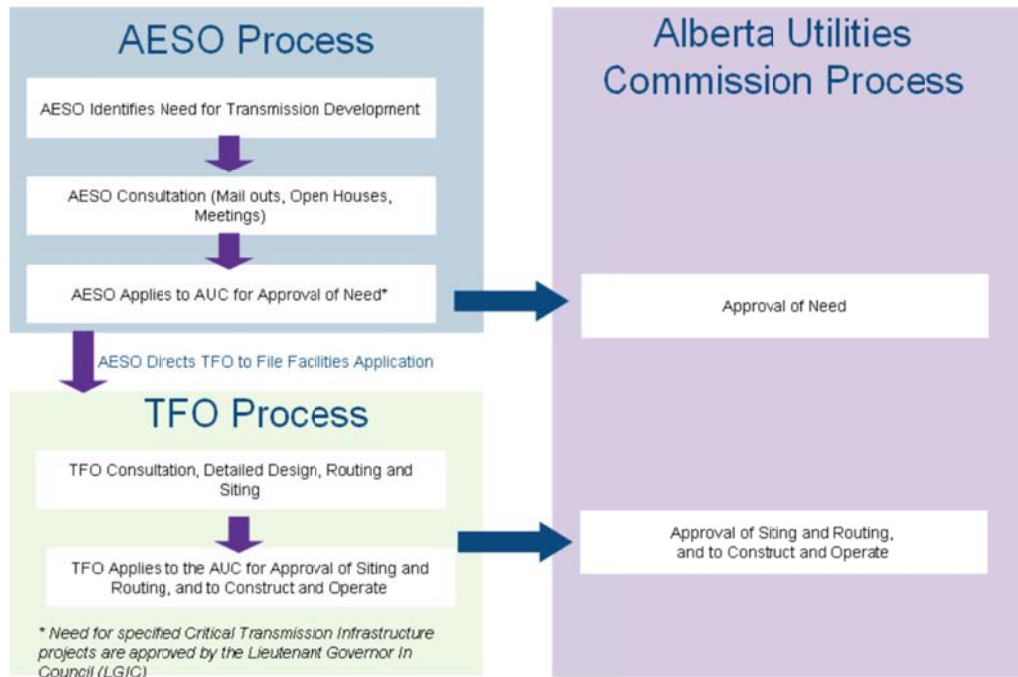 AESO Process
AESO Identifies Need for Transmission Development
AESO Consultation (Mail outs, Open Houses,
Meetings)
AESO Applies to AUC for Approval of Need*
AESO Directs TFO to File Facilities Application
TFO Process
TFO Consultation, Detailed Design, Routing and
Siting
TFO Applies to the AUC for Approval of Siting and
Routing, and to Construct and Operate
* Need for specified Critical Transmission Infrastructure
projects are approved by the Lieutenant Governor In
Council (LGIC)
Alberta Utilities
Commission Process
Approval of Need
Approval of Siting and Routing,
and to Construct and Operate